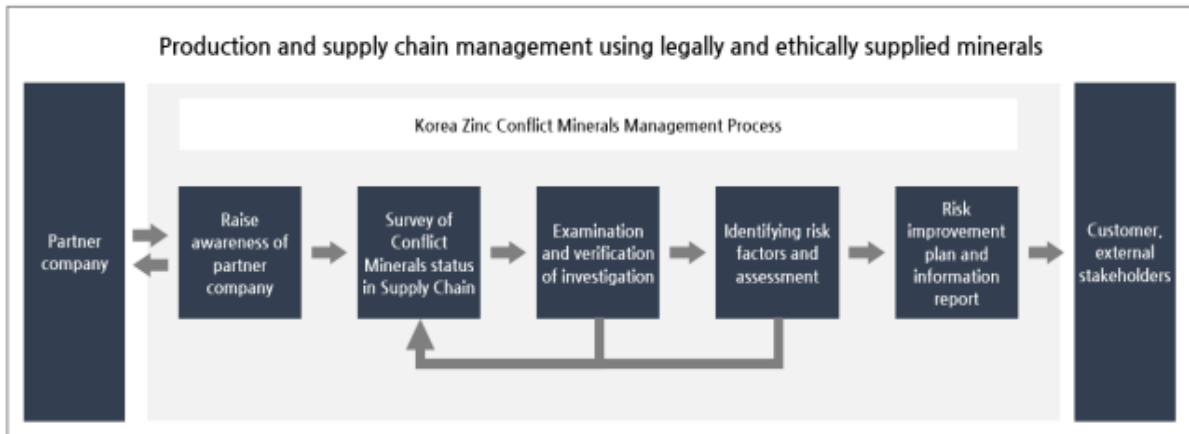 Production and supply chain management using legally and ethically supplied minerals
Korea Zinc Conflict Minerals Management Process
Partner
company
Raise
awareness of
partner
company
Survey of
Conflict
Minerals status
in Supply Chain
Examination
and verification
of investigation
Identifying risk
factors and
assessment
Risk
improvement
plan and
information
report
Customer,
external
stakeholders